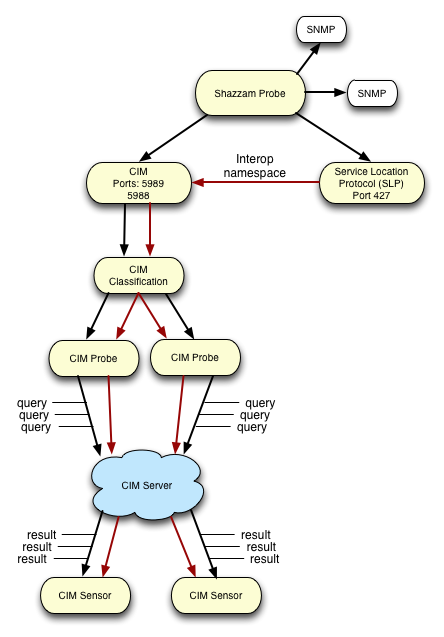 SNMP
Shazzam Probe
SNMP
Interop
namespace
CIM
Ports: 5989
5988
Service Location
Protocol (SLP)
Port 427
CIM
Classification
CIM Probe
CIM Probe
query
query
query
query
query
query
CIM Server
result
result
result
result
result
result
CIM Sensor
CIM Sensor